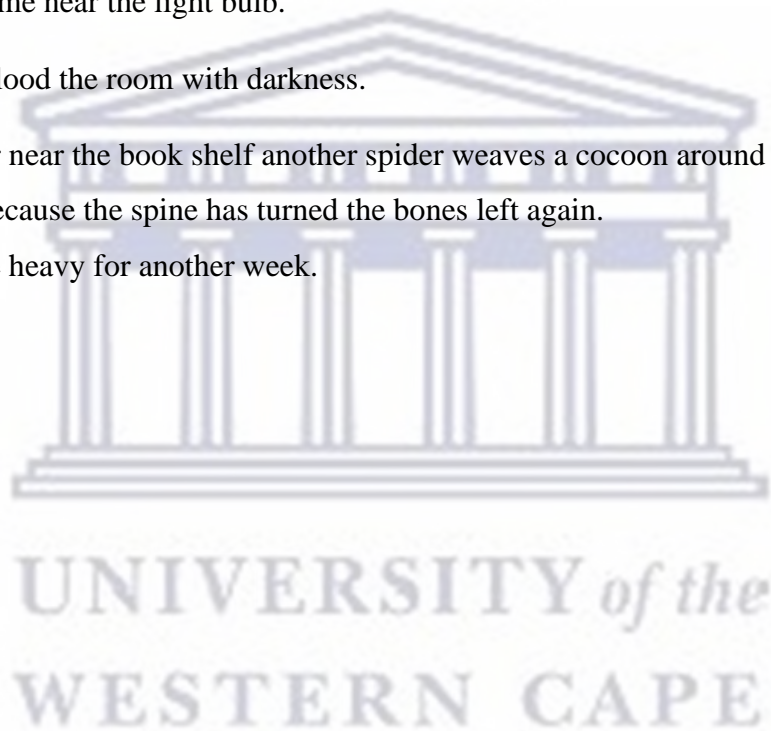 near the light bulb.
the room with darkness.
near the book shelf another spider weaves a cocoon around
because the spine has turned the bones left again.
heavy for another week.
UNIVERSITY of the
WESTERN CAPE